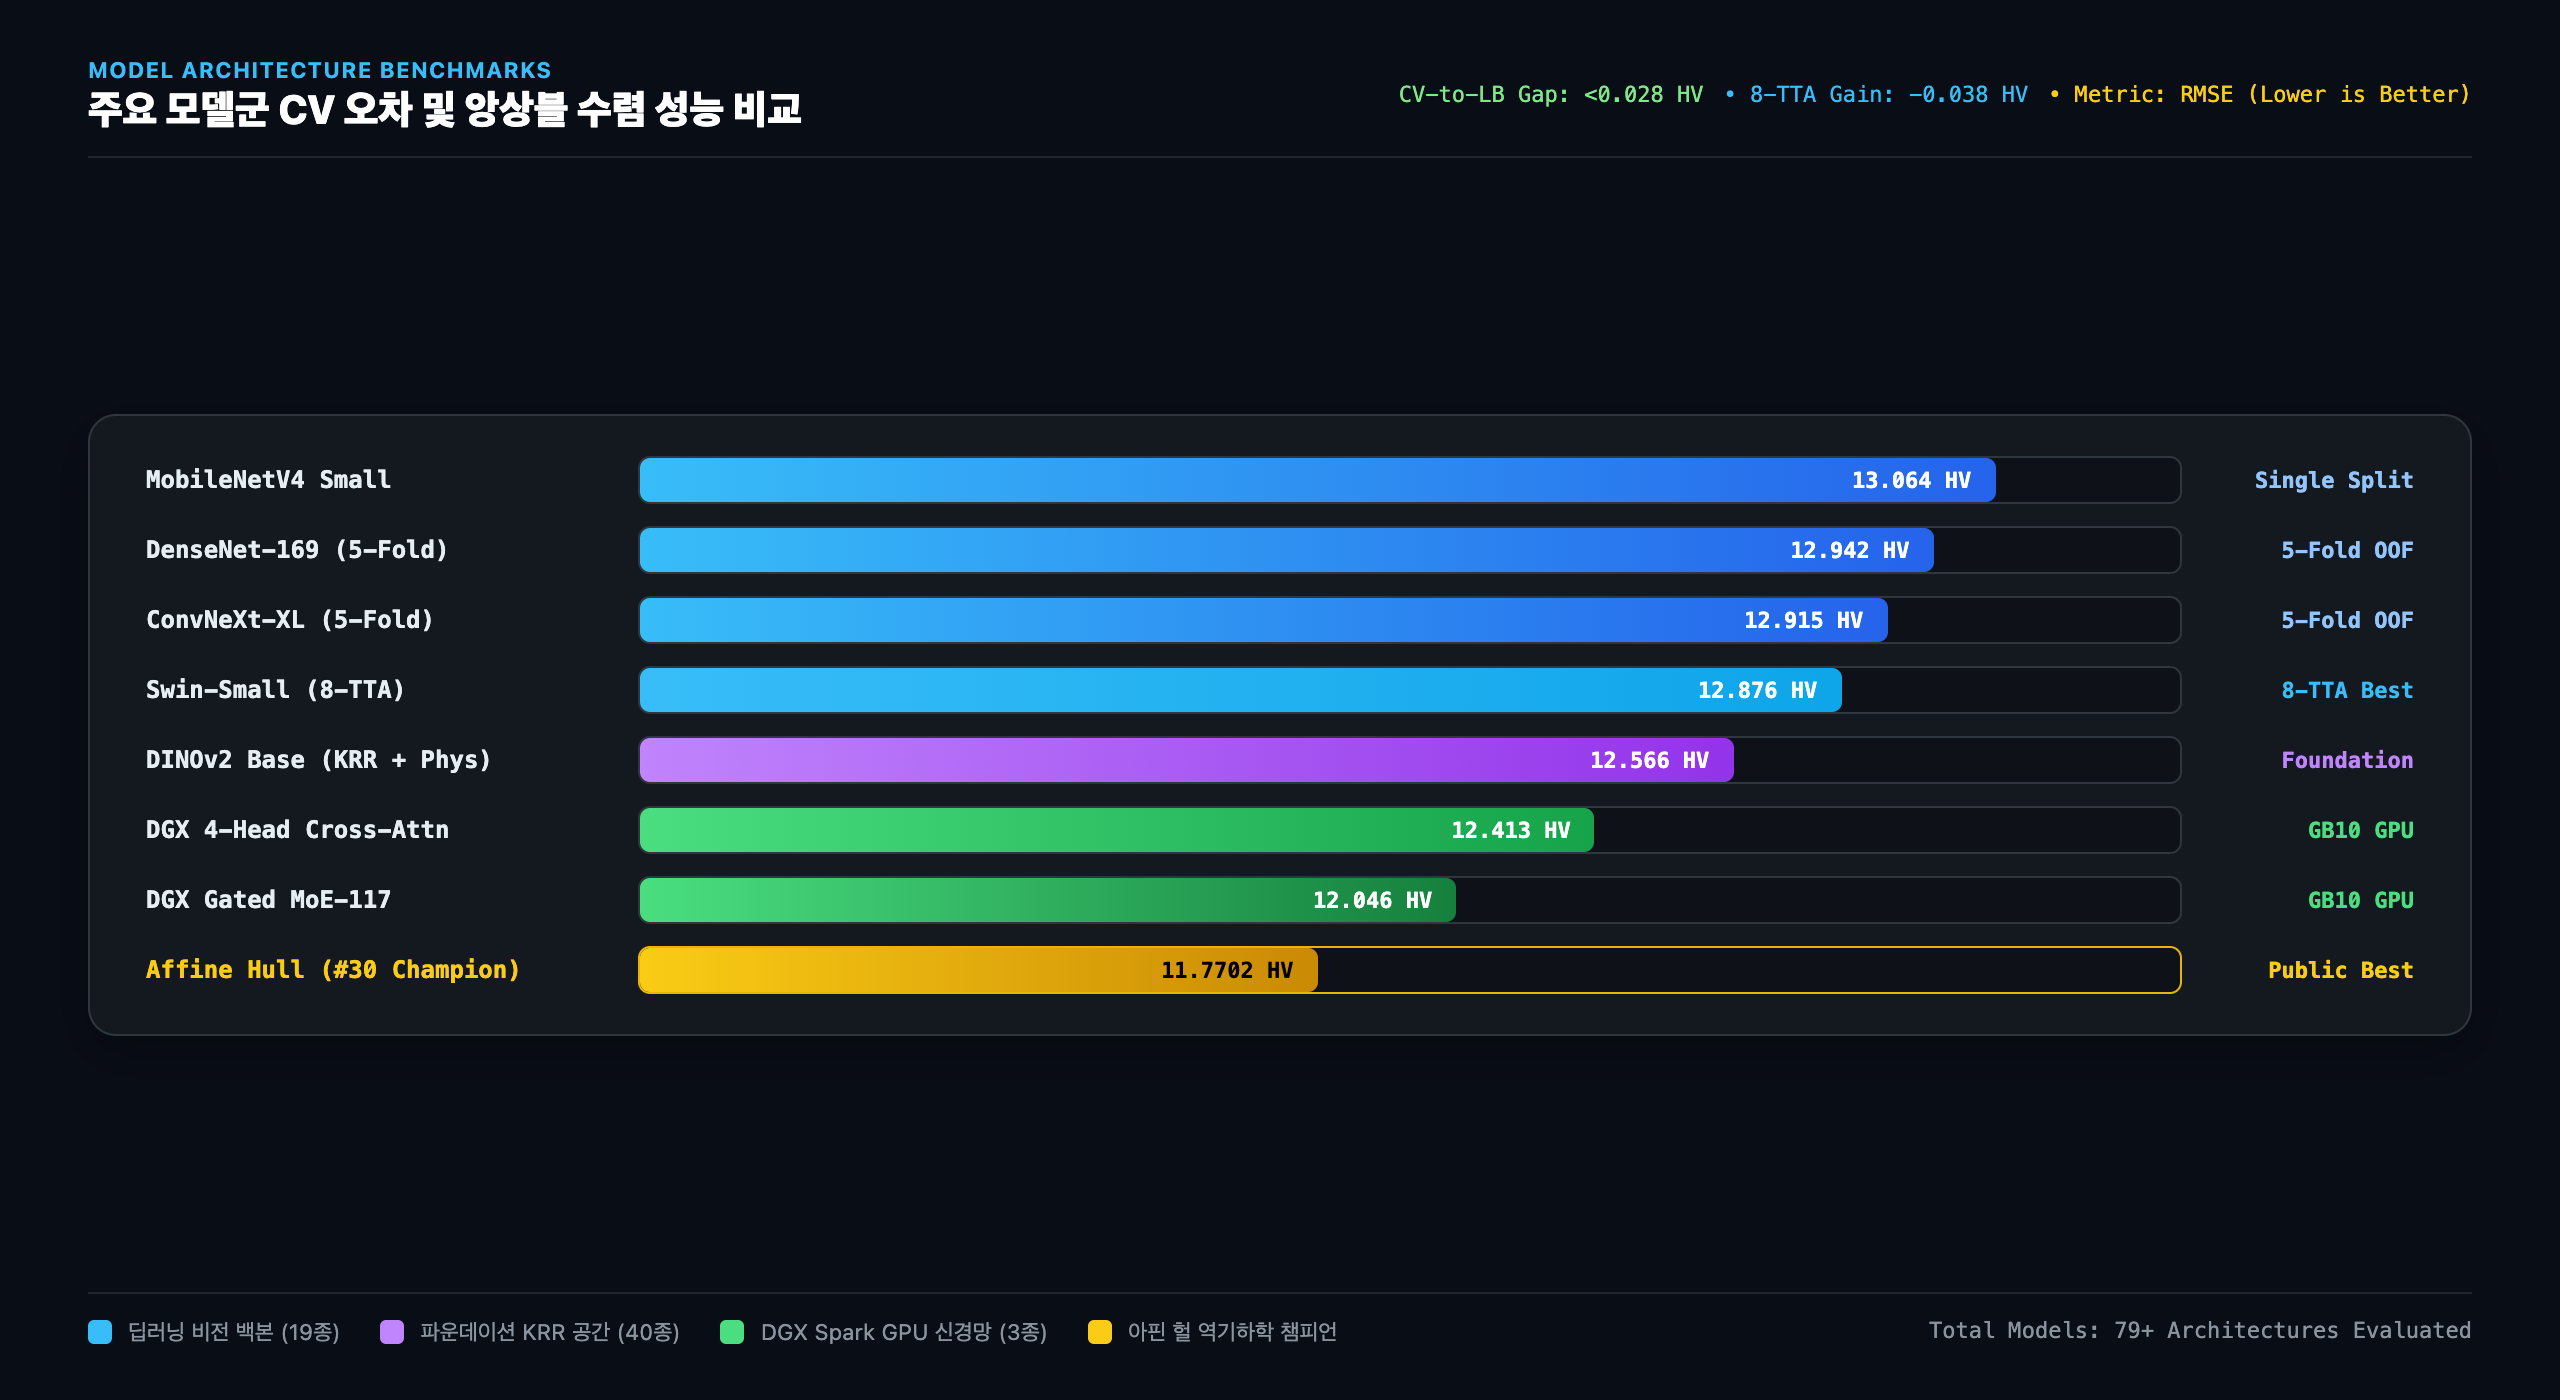 MODEL ARCHITECTURE BENCHMARKS
주요 모델군 CV 오차 및 앙상블 수렴 성능 비교
CV-to-LB Gap: <0.028 HV • 8-TTA Gain: -0.038 HV • Metric: RMSE (Lower is Better)
MobileNetV4 Small 13.064 HV Single Split
DenseNet-169 (5-Fold) 12.942 HV 5-Fold OOF
ConvNeXt-XL (5-Fold) 12.915 HV 5-Fold OOF
Swin-Small (8-TTA) 12.876 HV 8-TTA Best
DINOv2 Base (KRR + Phys) 12.566 HV Foundation
DGX 4-Head Cross-Attn 12.413 HV GB10 GPU
DGX Gated MoE-117 12.046 HV GB10 GPU
Affine Hull (#30 Champion) 11.7702 HV Public Best
딥러닝 비전 백본 (19종) 파운데이션 KRR 공간 (40종) DGX Spark GPU 신경망 (3종) 아핀 헐 역기하학 챔피언 Total Models: 79+ Architectures Evaluated